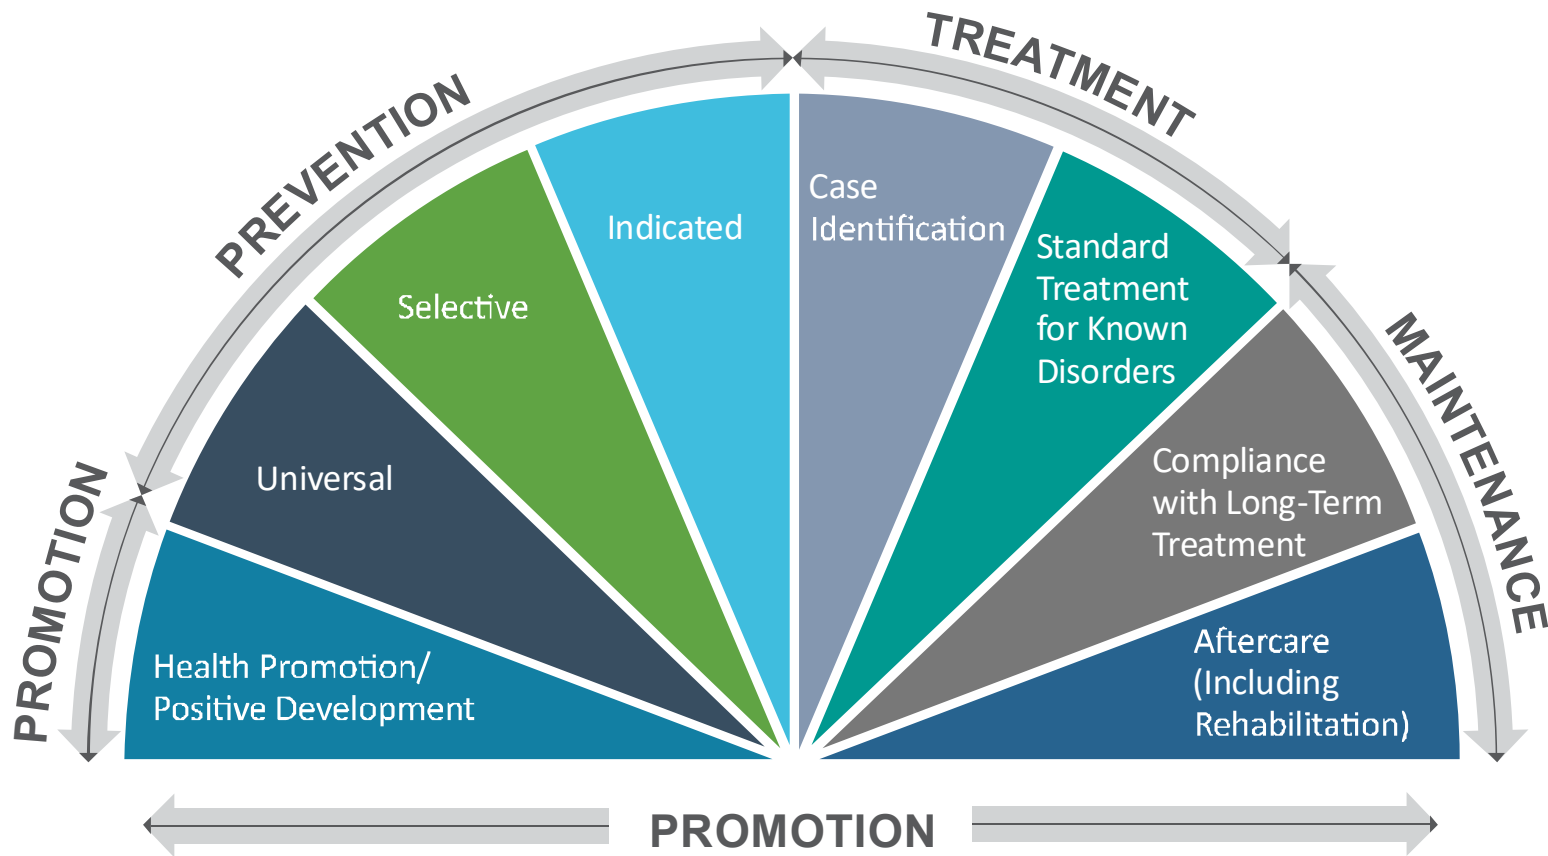 PROMOTION
PREVENTION
TREATMENT
MAINTENANCE
Health Promotion/
Positive Development
Universal
Selective
Indicated
Case
Identification
Standard
Treatment
for Known
Disorders
Compliance
with Long-Term
Treatment
Aftercare
(Including
Rehabilitation)
PROMOTION